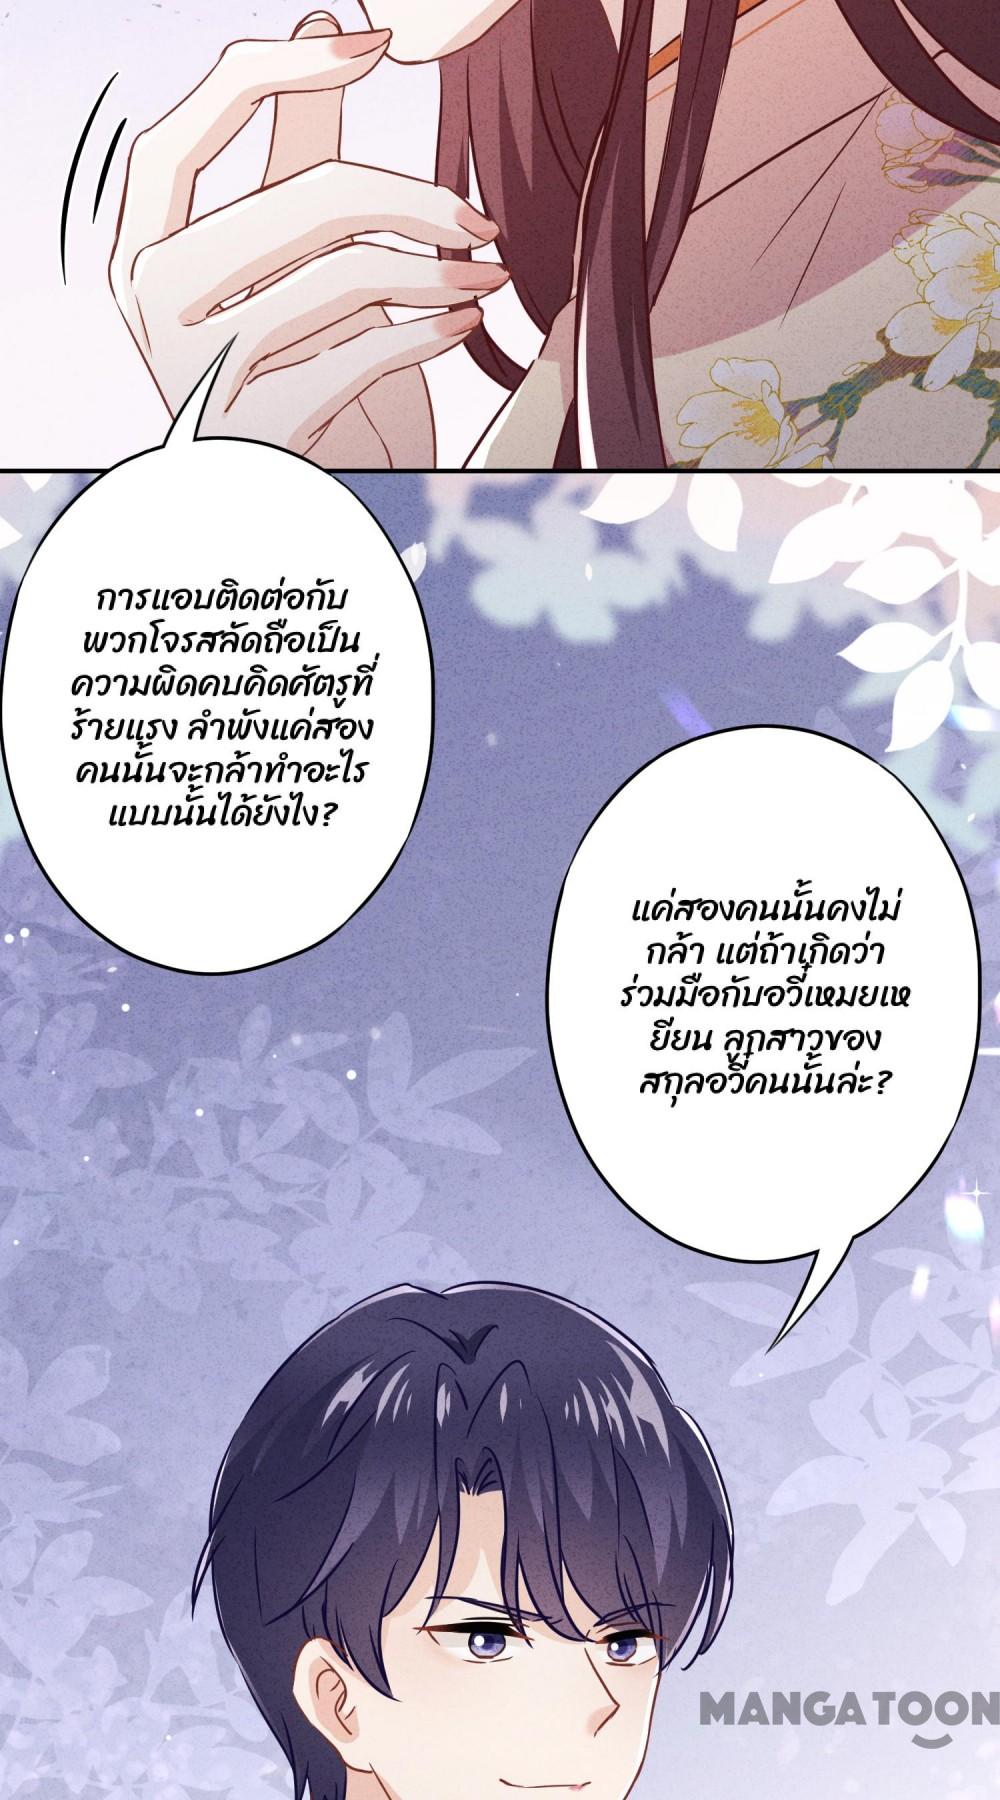 การแอบติดต่อกับ
พวกโจรสลัดถือเป็น
ความผิดคบคิดศัตรูที่
ร้ายแรง ลำพังแค่สอง
คนนั้นจะกล้าทำอะไร
แบบนั้นได้ยังไง?
แค่สองคนนั้นคงไม่
กล้า แต่ถ้าเกิดว่า
ร่วมมือกับอวี๋เหมยเห
ยียน ลูกสาวของ
สกุลอวี๋คนนั้นล่ะ?
MANGATOON